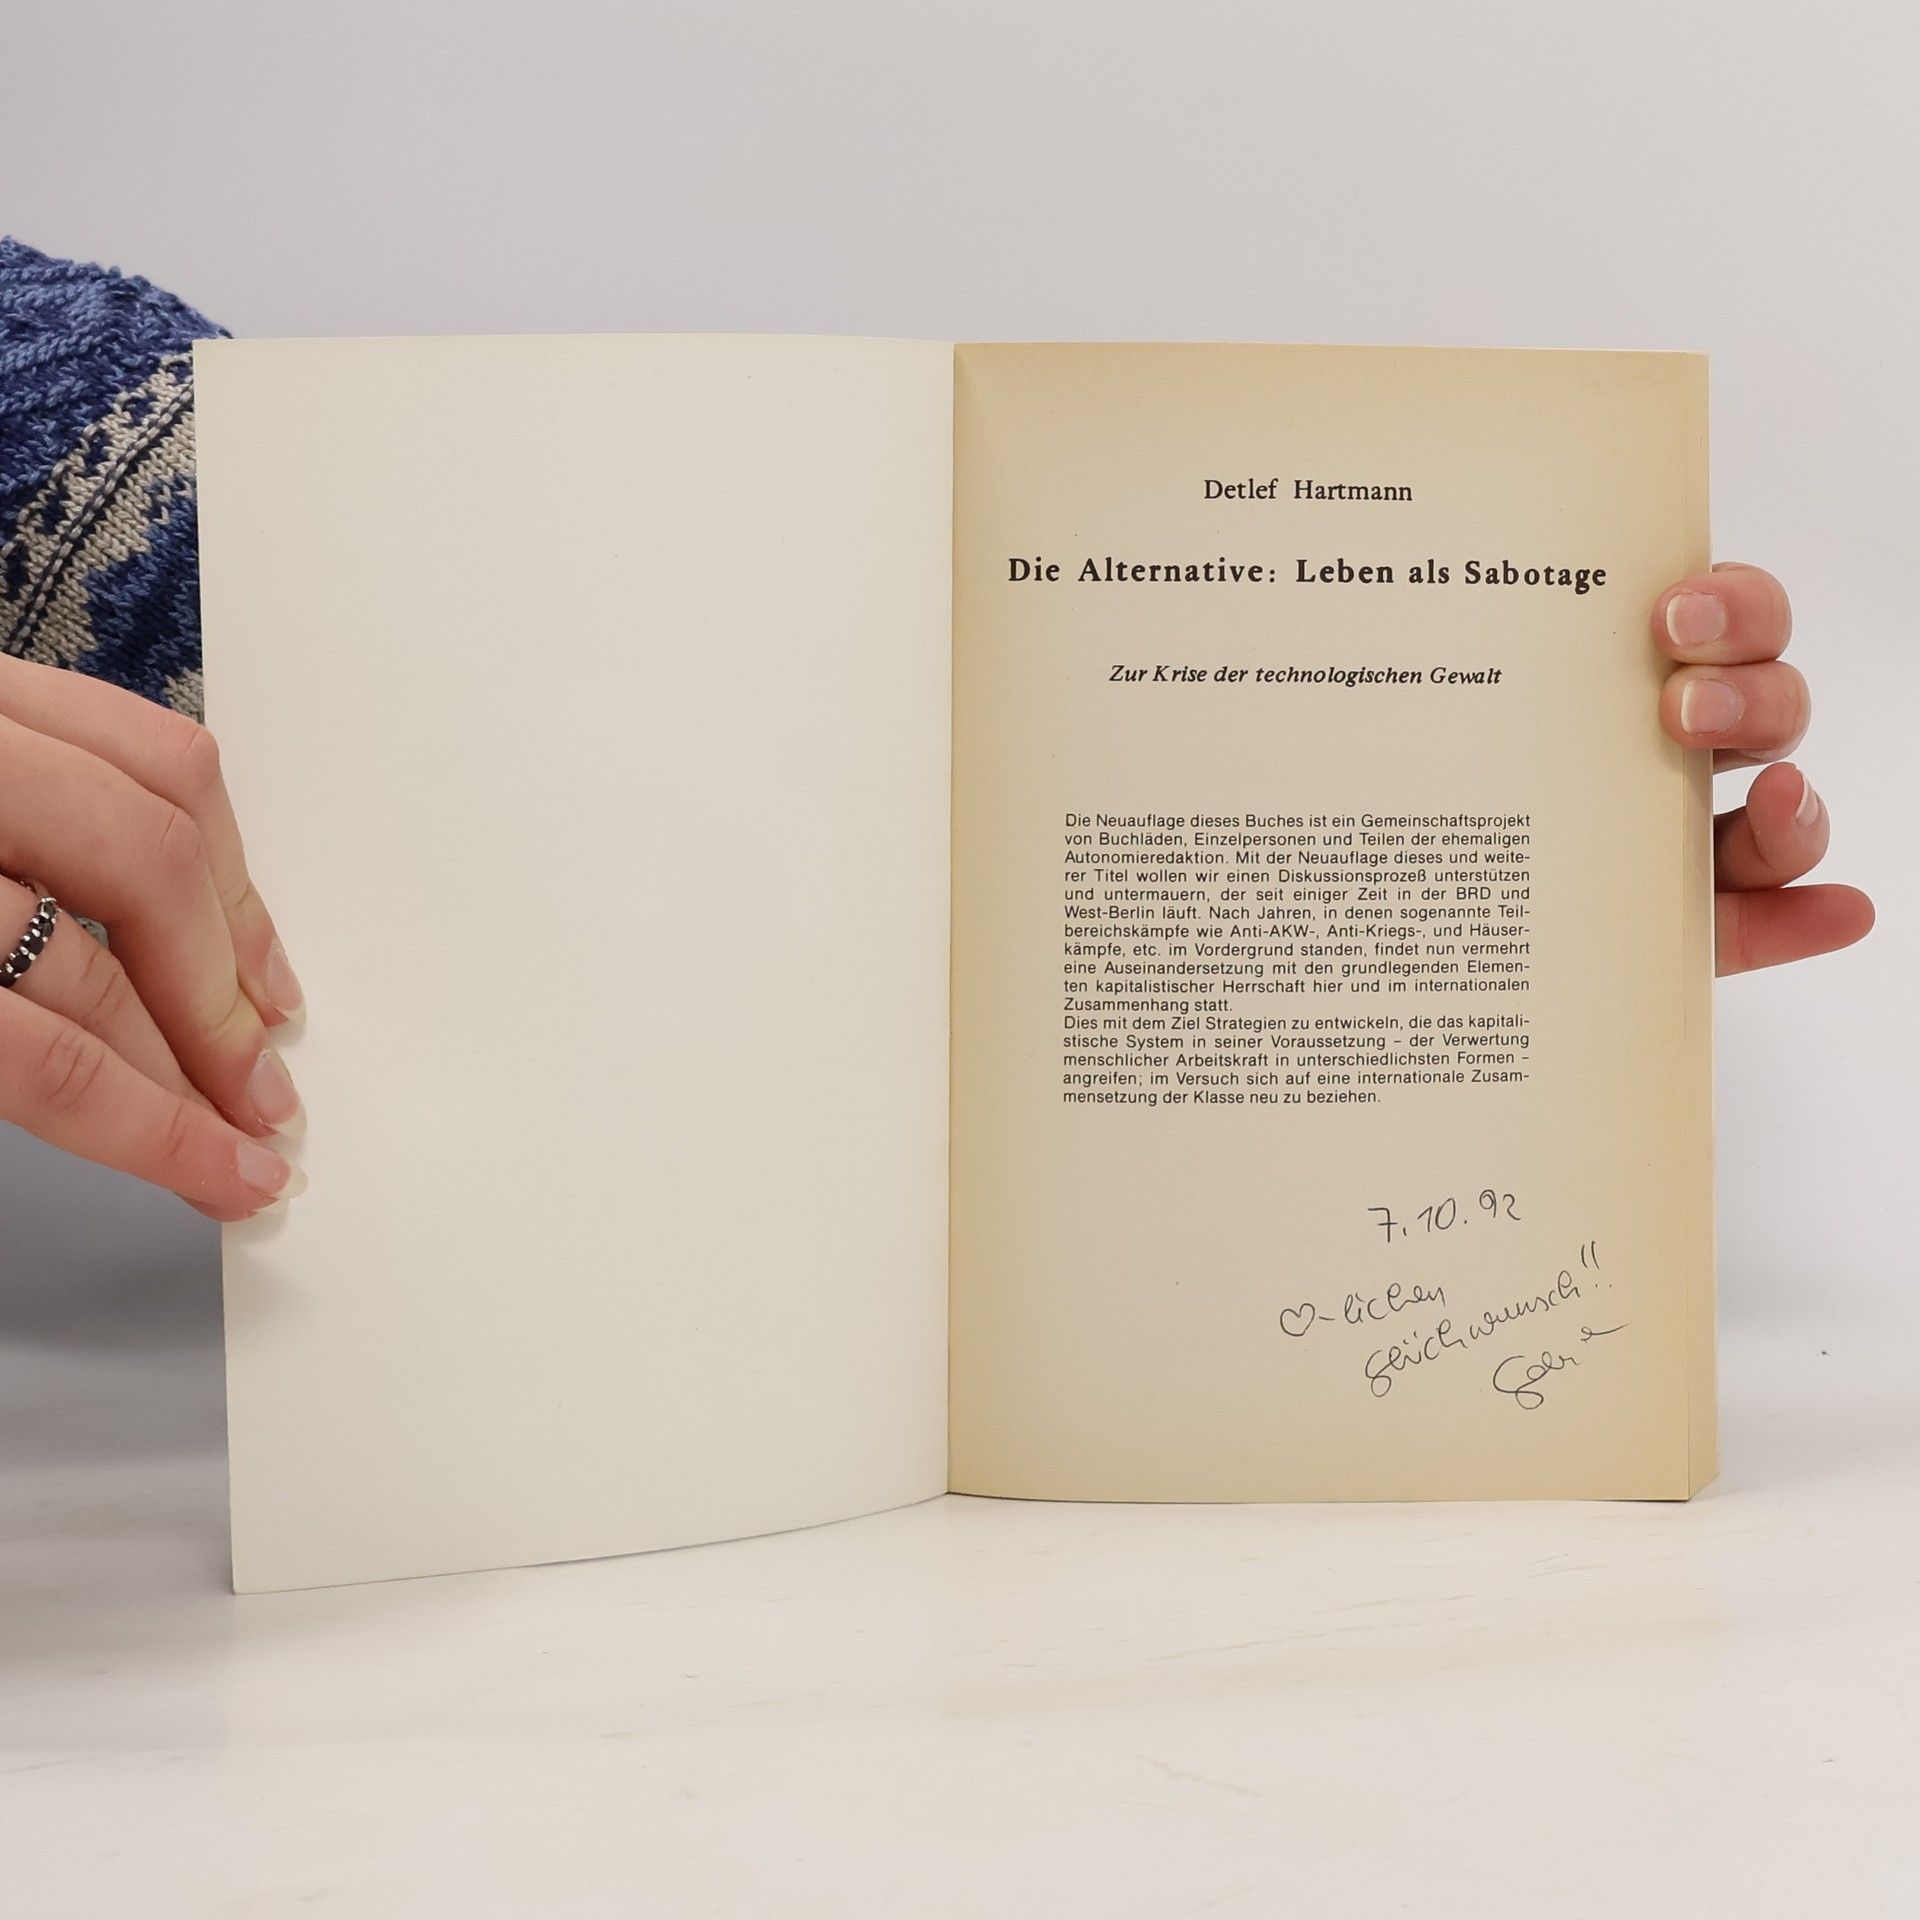 Detlef Hartmann
Die Alternative: Leben als Sabotage
Zur Krise der technologischen Gewalt
Die Neuauflage dieses Buches ist ein Gemeinschaftsprojekt
von Buchläden, Einzelpersonen und Teilen der ehemaligen
Autonomieredaktion. Mit der Neuauflage dieses und weite-
rer Titel wollen wir einen Diskussionsprozeß unterstützen
und untermauern, der seit einiger Zeit in der BRD und
West-Berlin läuft. Nach Jahren, in denen sogenannte Teil-
bereichskämpfe wie Anti-AKW-, Anti-Kriegs-, und Häuser-
kämpfe, etc. im Vordergrund standen, findet nun vermehrt
eine Auseinandersetzung mit den grundlegenden Elemen-
ten kapitalistischer Herrschaft hier und im internationalen
Zusammenhang statt.
Dies mit dem Ziel Strategien zu entwickeln, die das kapitali-
stische System in seiner Voraussetzung – der Verwertung
menschlicher Arbeitskraft in unterschiedlichsten Formen –
angreifen; im Versuch sich auf eine internationale Zusam-
mensetzung der Klasse neu zu beziehen.
7.10.92
♡-lichen
Glückwunsch!!